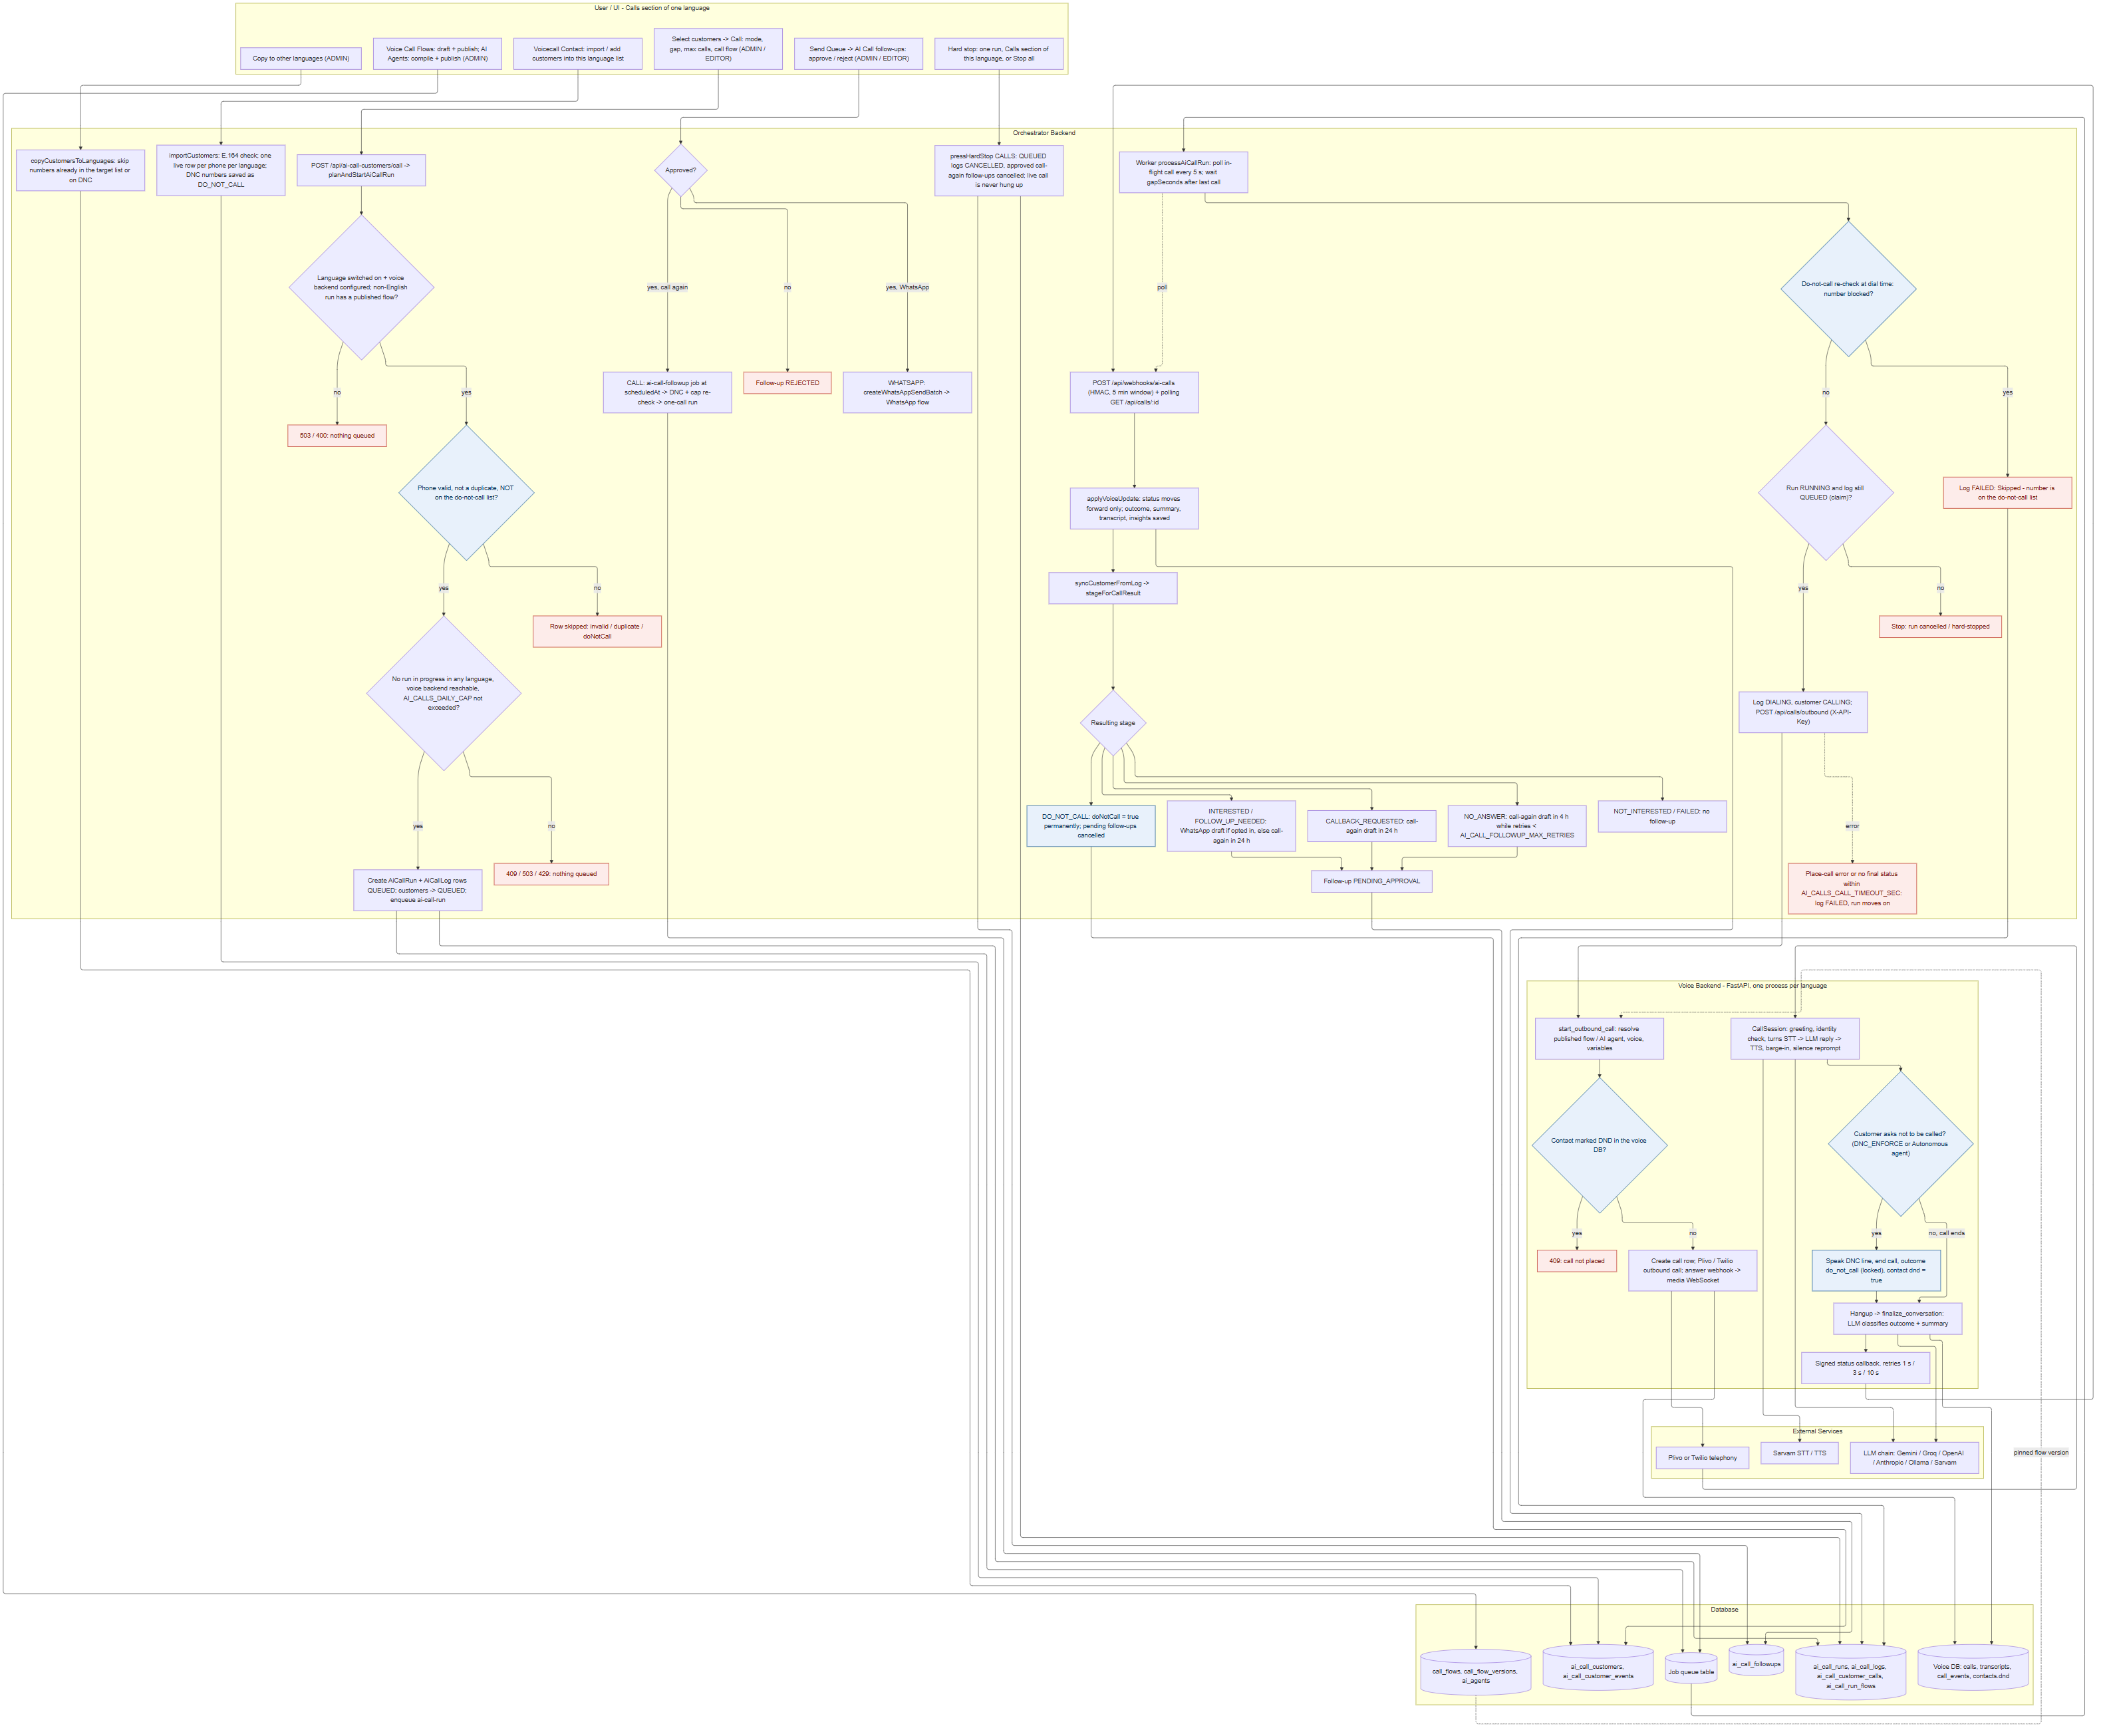 User / UI - Calls section of one language
Copy to other languages (ADMIN)
Voice Call Flows: draft + publish; AI
Agents: compile + publish (ADMIN)
Voicecall Contact: import / add
customers into this language list
Select customers -> Call: mode,
gap, max calls, call flow (ADMIN /
EDITOR)
Send Queue -> AI Call follow-ups:
approve / reject (ADMIN / EDITOR)
Hard stop: one run, Calls section of
this language, or Stop all
Orchestrator Backend
copyCustomersToLanguages: skip
numbers already in the target list or
on DNC
importCustomers: E.164 check; one
live row per phone per language;
DNC numbers saved as
DO_NOT_CALL
POST /api/ai-call-customers/call ->
planAndStartAiCallRun
Approved?
pressHardStop CALLS: QUEUED
logs CANCELLED, approved call-
again follow-ups cancelled; live call
is never hung up
Worker processAiCallRun: poll in-
flight call every 5 s; wait
gapSeconds after last call
Language switched on + voice
backend configured; non-English
run has a published flow?
yes, call again
no
yes, WhatsApp
poll
Do-not-call re-check at dial time:
number blocked?
no
yes
CALL: ai-call-followup job at
scheduledAt -> DNC + cap re-
check -> one-call run
Follow-up REJECTED
WHATSAPP:
createWhatsAppSendBatch ->
WhatsApp flow
POST /api/webhooks/ai-calls
(HMAC, 5 min window) + polling
GET /api/calls/:id
no
yes
503 / 400: nothing queued
Phone valid, not a duplicate, NOT
on the do-not-call list?
applyVoiceUpdate: status moves
forward only; outcome, summary,
transcript, insights saved
Run RUNNING and log still
QUEUED (claim)?
Log FAILED: Skipped - number is
on the do-not-call list
yes
no
syncCustomerFromLog ->
stageForCallResult
yes
no
Row skipped: invalid / duplicate /
doNotCall
Stop: run cancelled / hard-stopped
No run in progress in any language,
voice backend reachable,
AI_CALLS_DAILY_CAP not
exceeded?
Resulting stage
Log DIALING, customer CALLING;
POST /api/calls/outbound (X-API-
Key)
yes
no
DO_NOT_CALL: doNotCall = true
permanently; pending follow-ups
cancelled
INTERESTED /
FOLLOW_UP_NEEDED:
WhatsApp draft if opted in, else call-
again in 24 h
CALLBACK_REQUESTED: call-
again draft in 24 h
NO_ANSWER: call-again draft in 4 h
while retries <
AI_CALL_FOLLOWUP_MAX_RETRIES
NOT_INTERESTED / FAILED: no
follow-up
error
Create AiCallRun + AiCallLog rows
QUEUED; customers -> QUEUED;
enqueue ai-call-run
409 / 503 / 429: nothing queued
Follow-up PENDING_APPROVAL
Place-call error or no final status
within
AI_CALLS_CALL_TIMEOUT_SEC:
log FAILED, run moves on
Voice Backend - FastAPI, one process per language
start_outbound_call: resolve
published flow / AI agent, voice,
variables
CallSession: greeting, identity
check, turns STT -> LLM reply ->
TTS, barge-in, silence reprompt
Contact marked DND in the voice
DB?
Customer asks not to be called?
(DNC_ENFORCE or Autonomous
agent)
yes
no
yes
no, call ends
409: call not placed
Create call row; Plivo / Twilio
outbound call; answer webhook ->
media WebSocket
Speak DNC line, end call, outcome
do_not_call (locked), contact dnd =
true
Hangup -> finalize_conversation:
LLM classifies outcome + summary
Signed status callback, retries 1 s /
3 s / 10 s
External Services
Plivo or Twilio telephony
Sarvam STT / TTS
LLM chain: Gemini / Groq / OpenAI
/ Anthropic / Ollama / Sarvam
pinned flow version
Database
call_flows, call_flow_versions,
ai_agents
ai_call_customers,
ai_call_customer_events
Job queue table
ai_call_followups
ai_call_runs, ai_call_logs,
ai_call_customer_calls,
ai_call_run_flows
Voice DB: calls, transcripts,
call_events, contacts.dnd